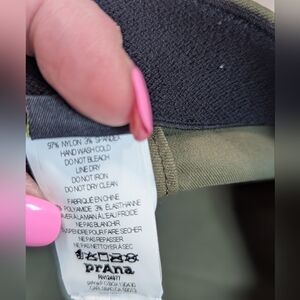 97% NYLON 3% SPANDEX
HAND WASH COLD
DO NOT BLEACH
LINE DRY
DO NOT IRON
DO NOT DRY CLEAN
FABRIQUÉ EN CHINE
POLYAMIDE 3% ÉLASTHANNE
LAVER À LA MAIN À L'EAU FROIDE
NE PAS BLANCHIR
SUSPENDRE POUR FAIRE SÉCHER
NE PAS REPASSER
NE PAS NETTOYER À SEC
prAna